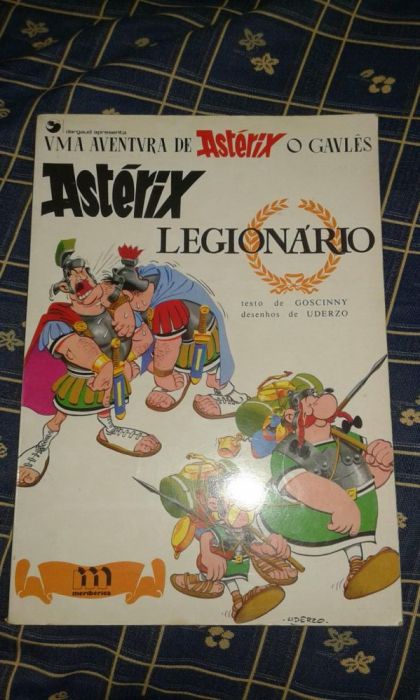 dargaud apresenta
VMA AVENTVRA DE Astérix O GAVLÊS
Astérix
LEGIONÁRIO
texto de GOSCINNY
desenhos de UDERZO
m
meribérica
UDERZO